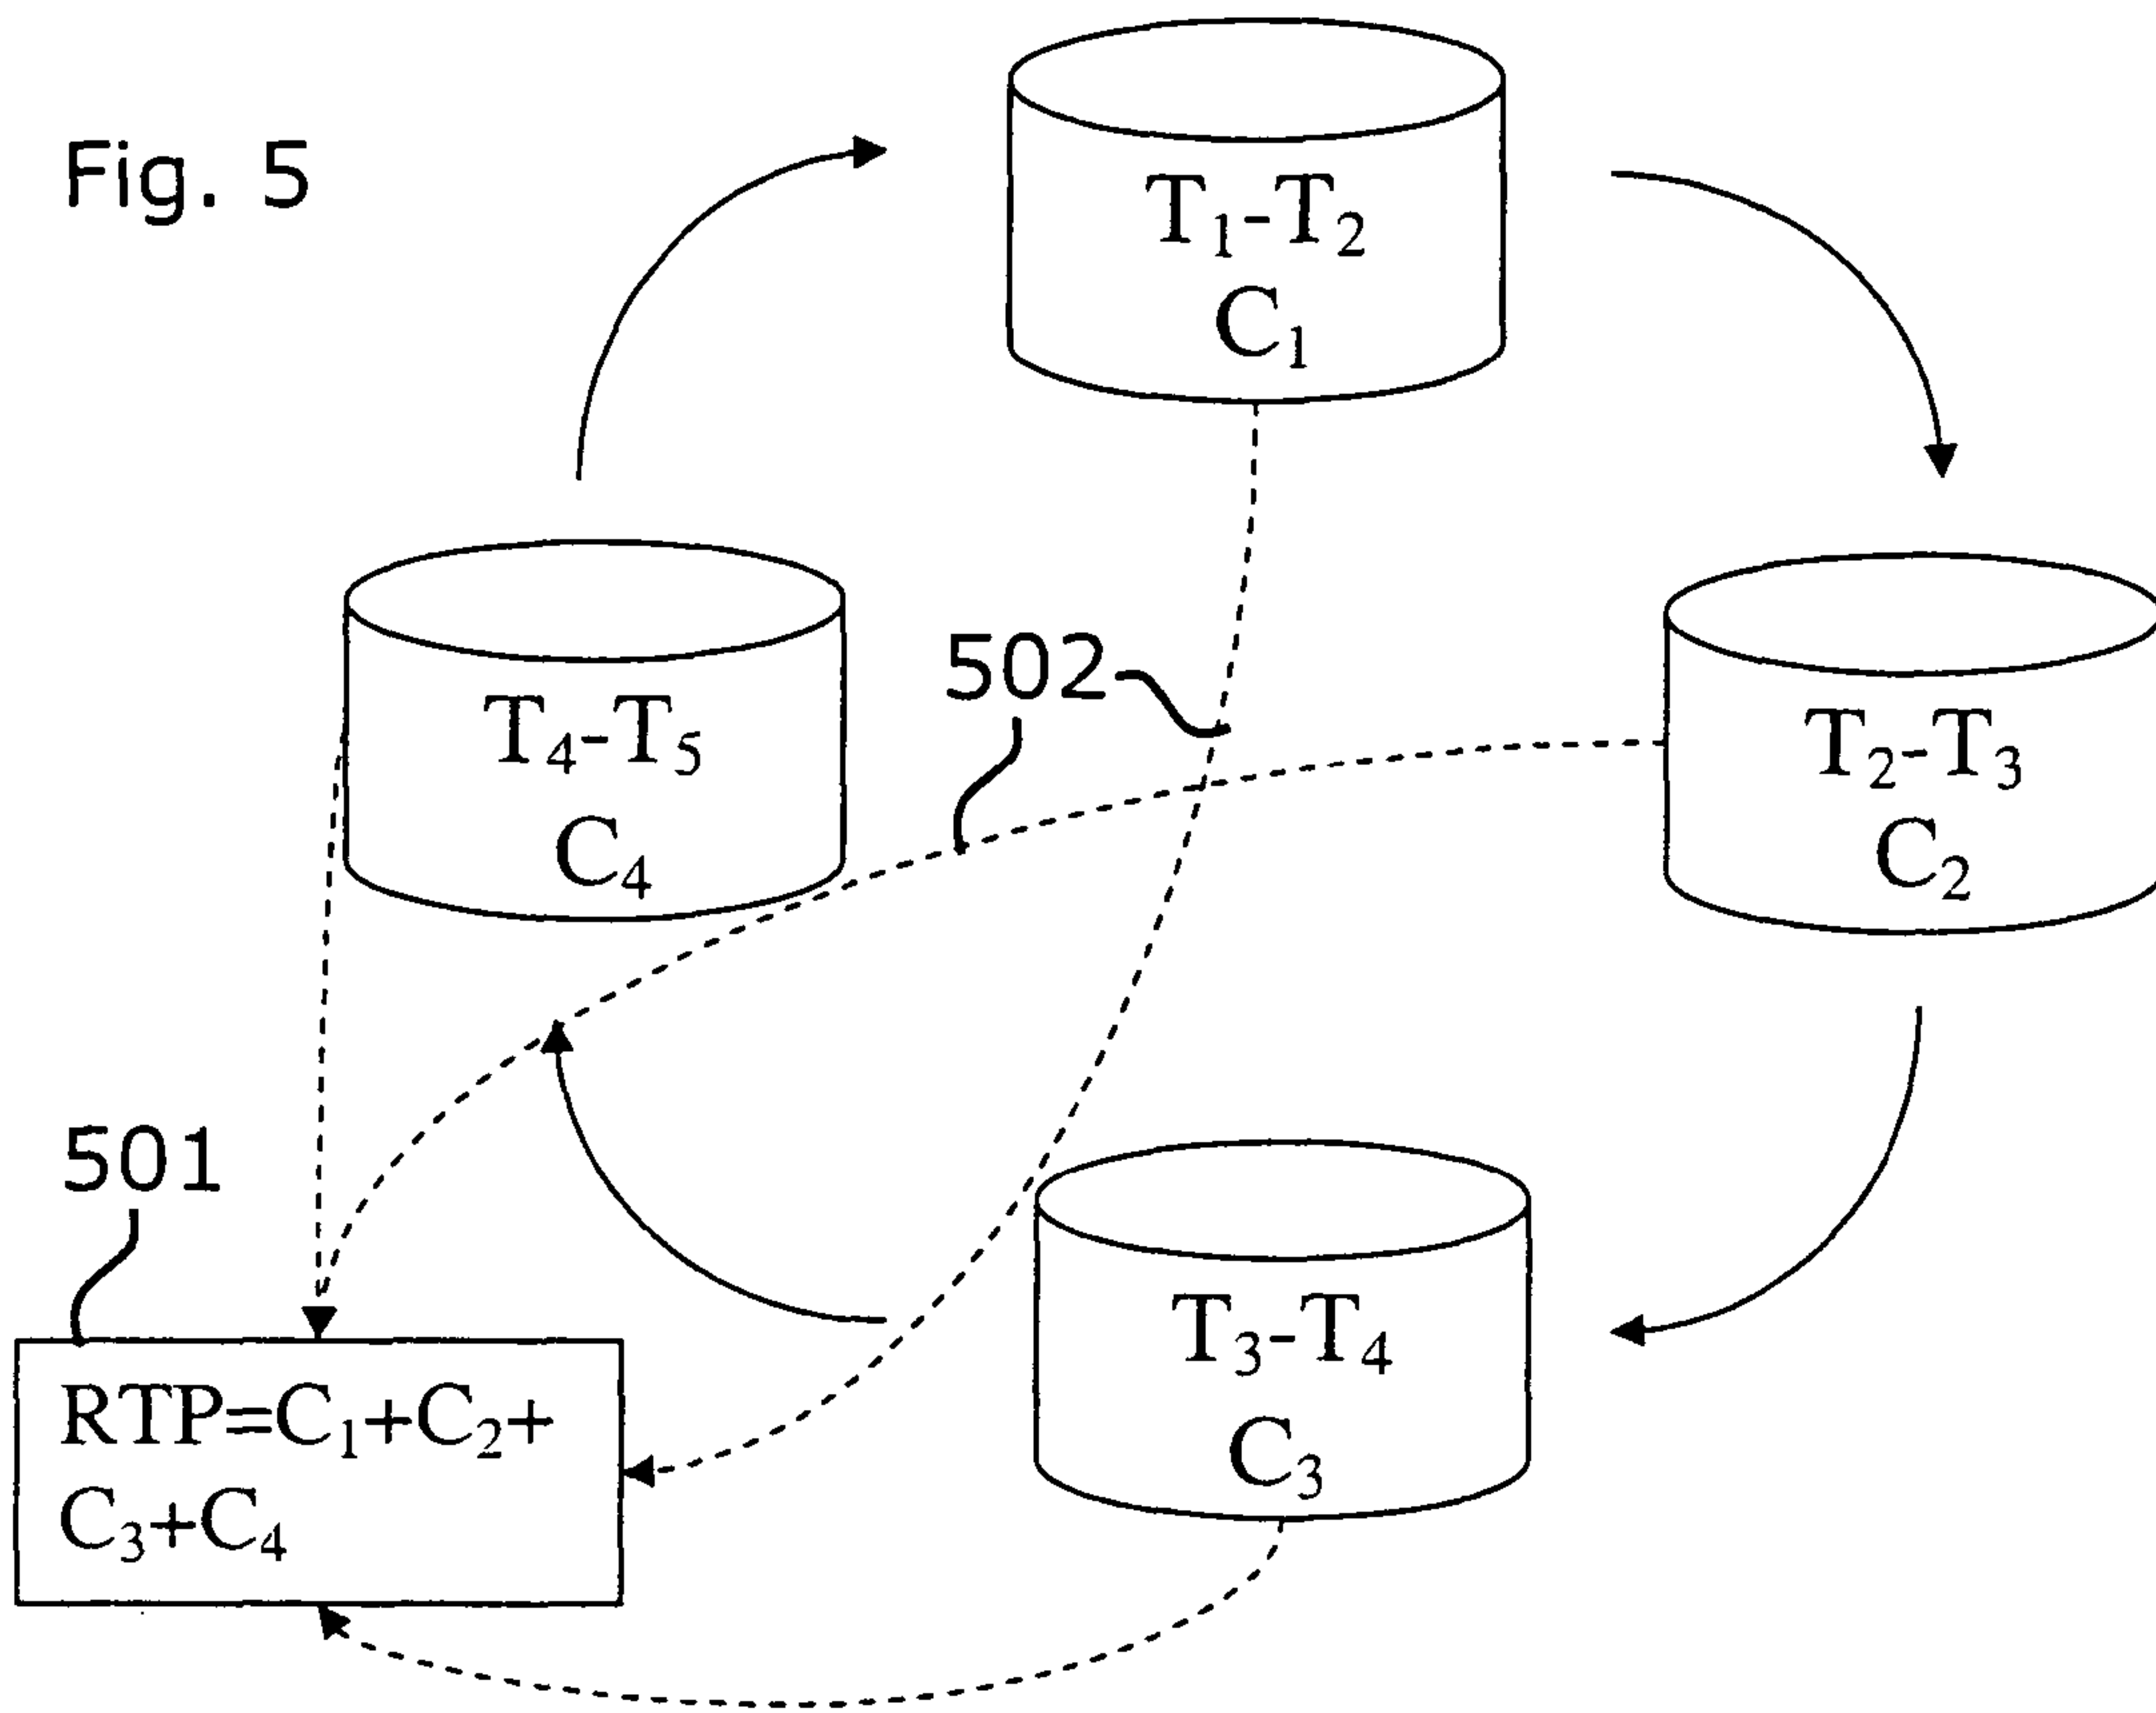 Fig. 5
T₁-T₂
C₁
T₄-T₅
C₄
502
T₂-T₃
C₂
501
T₃-T₄
C₃
RTP=C₁+C₂+
C₃+C₄